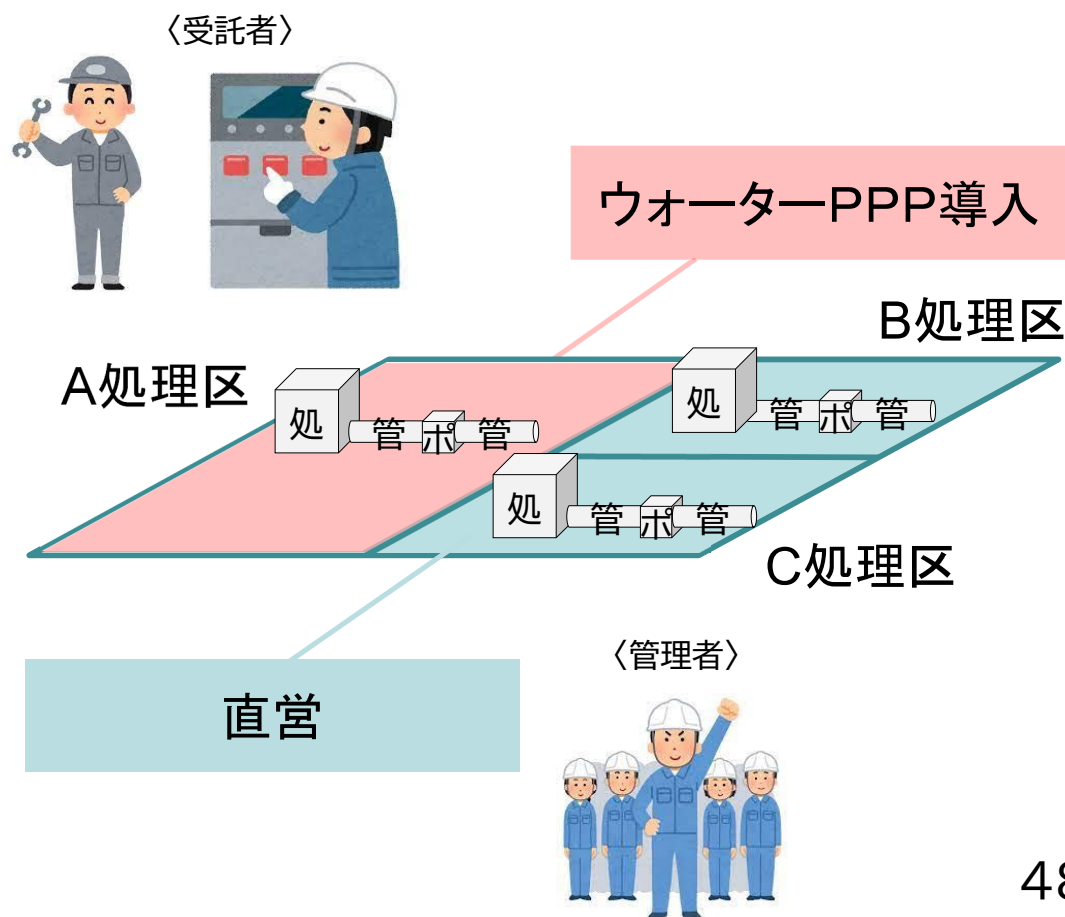 〈受託者〉
ウォーターPPP導入
B処理区
A処理区
処 管 ポ 管
処 管 ポ 管
処 管 ポ 管
C処理区
〈管理者〉
直営
48